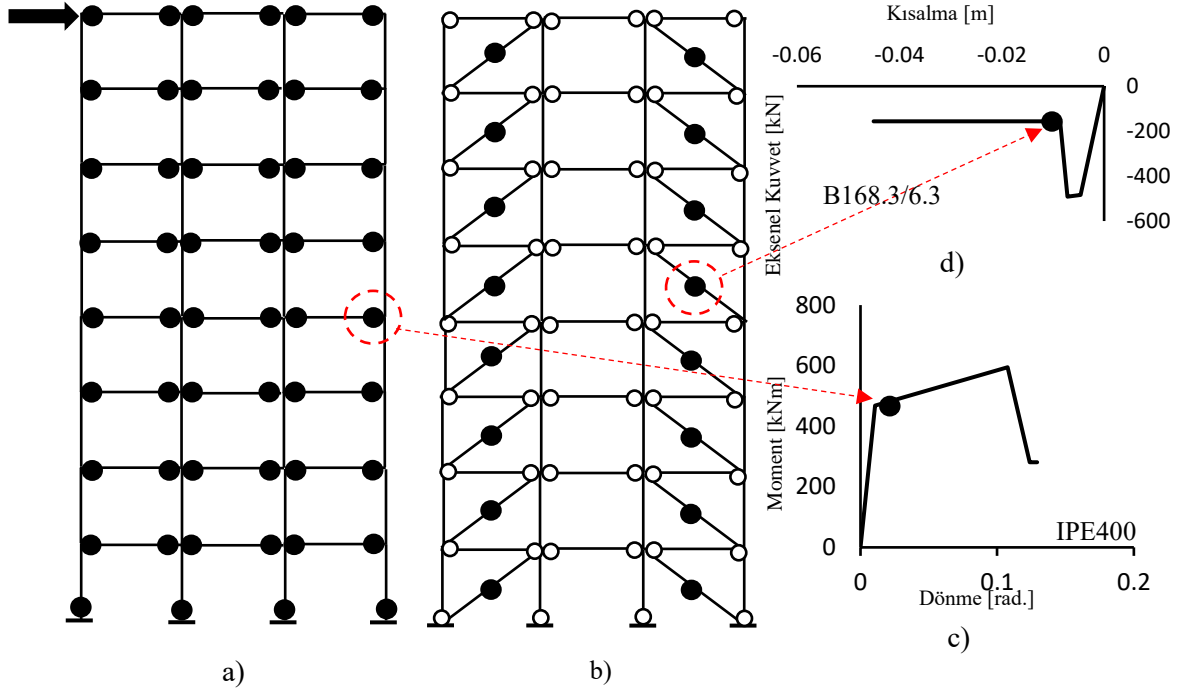 Kısalma [m]
-0.06
-0.04
-0.02
0
0
-200
-400
-600
Eksenel Kuvvet [kN]
B168.3/6.3
d)
800
600
400
200
0
Moment [kNm]
IPE400
0
0.1
0.2
Dönme [rad.]
c)
a)
b)